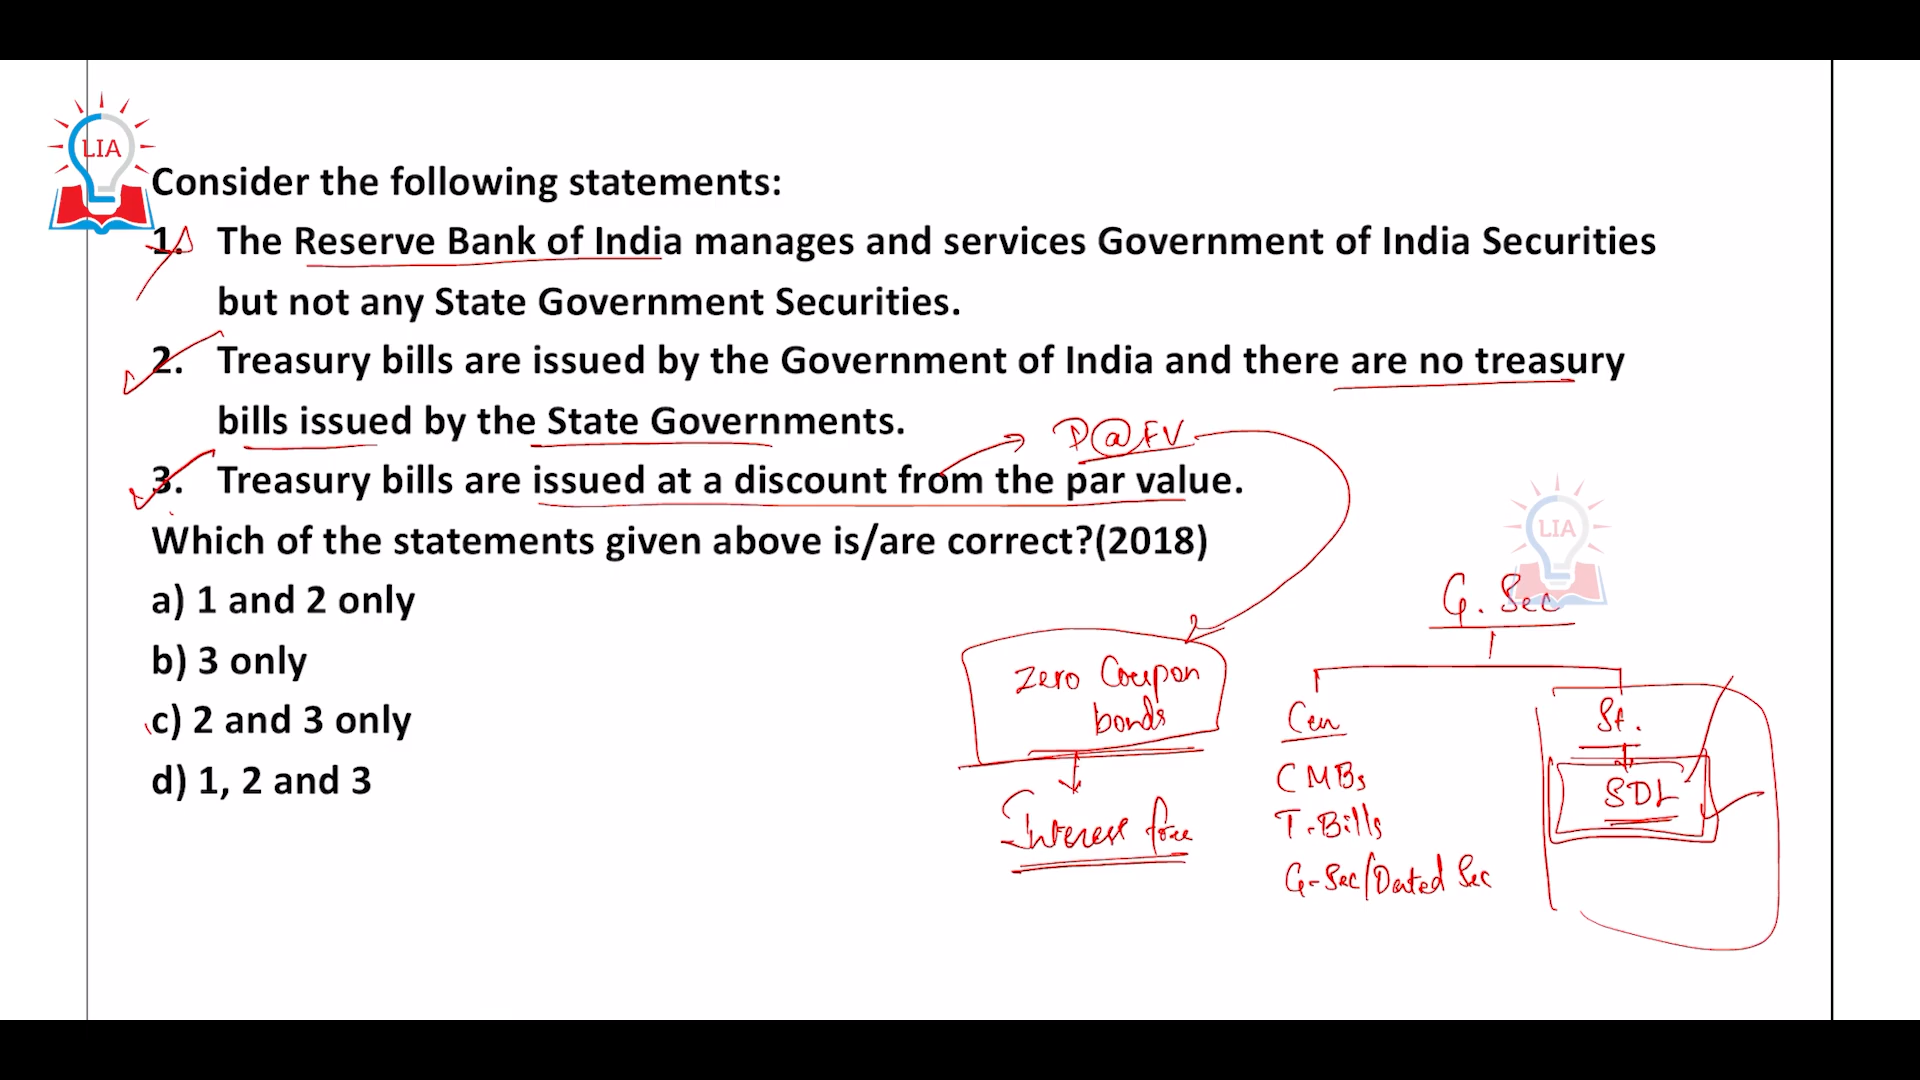 LIA
Consider the following statements:
1. The Reserve Bank of India manages and services Government of India Securities
but not any State Government Securities.
2. Treasury bills are issued by the Government of India and there are no treasury
bills issued by the State Governments.
D@FV
3. Treasury bills are issued at a discount from the par value.
LIA
Which of the statements given above is/are correct?(2018)
a) 1 and 2 only
G. Sec
b) 3 only
Zero Coupon
bonds
c) 2 and 3 only
Cen
St.
d) 1, 2 and 3
CMBs
SDL
Interest free
T-Bills
G-Sec/Dated Sec